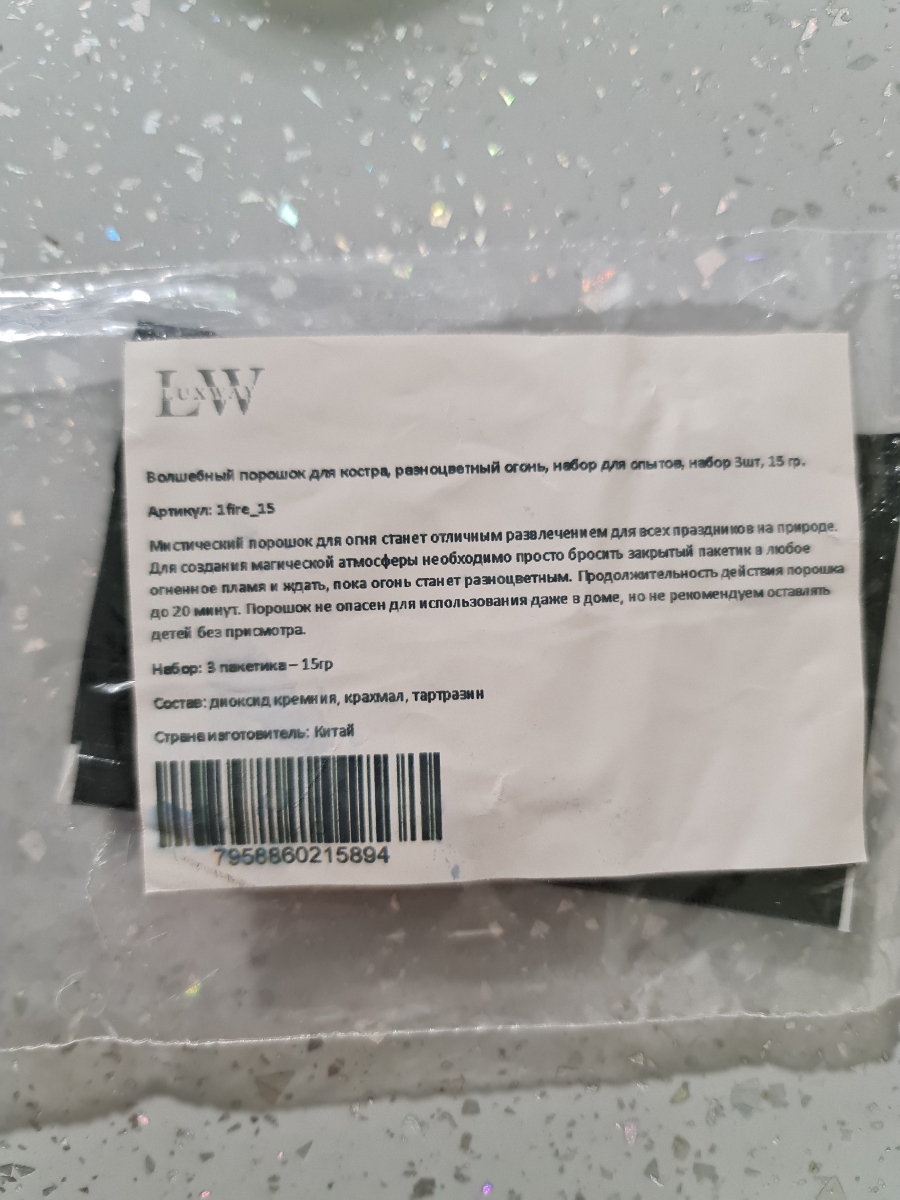 LW
LUXWAY
Волшебный порошок для костра, разноцветный огонь, набор для опытов, набор 3шт, 15 гр.
Артикул: 1fire_15
Мистический порошок для огня станет отличным развлечением для всех праздников на природе.
Для создания магической атмосферы необходимо просто бросить закрытый пакетик в любое
огненное пламя и ждать, пока огонь станет разноцветным. Продолжительность действия порошка
до 20 минут. Порошок не опасен для использования даже в доме, но не рекомендуем оставлять
детей без присмотра.
Набор: 3 пакетика – 15гр
Состав: диоксид кремния, крахмал, тартразин
Страна изготовитель: Китай
7958860215894